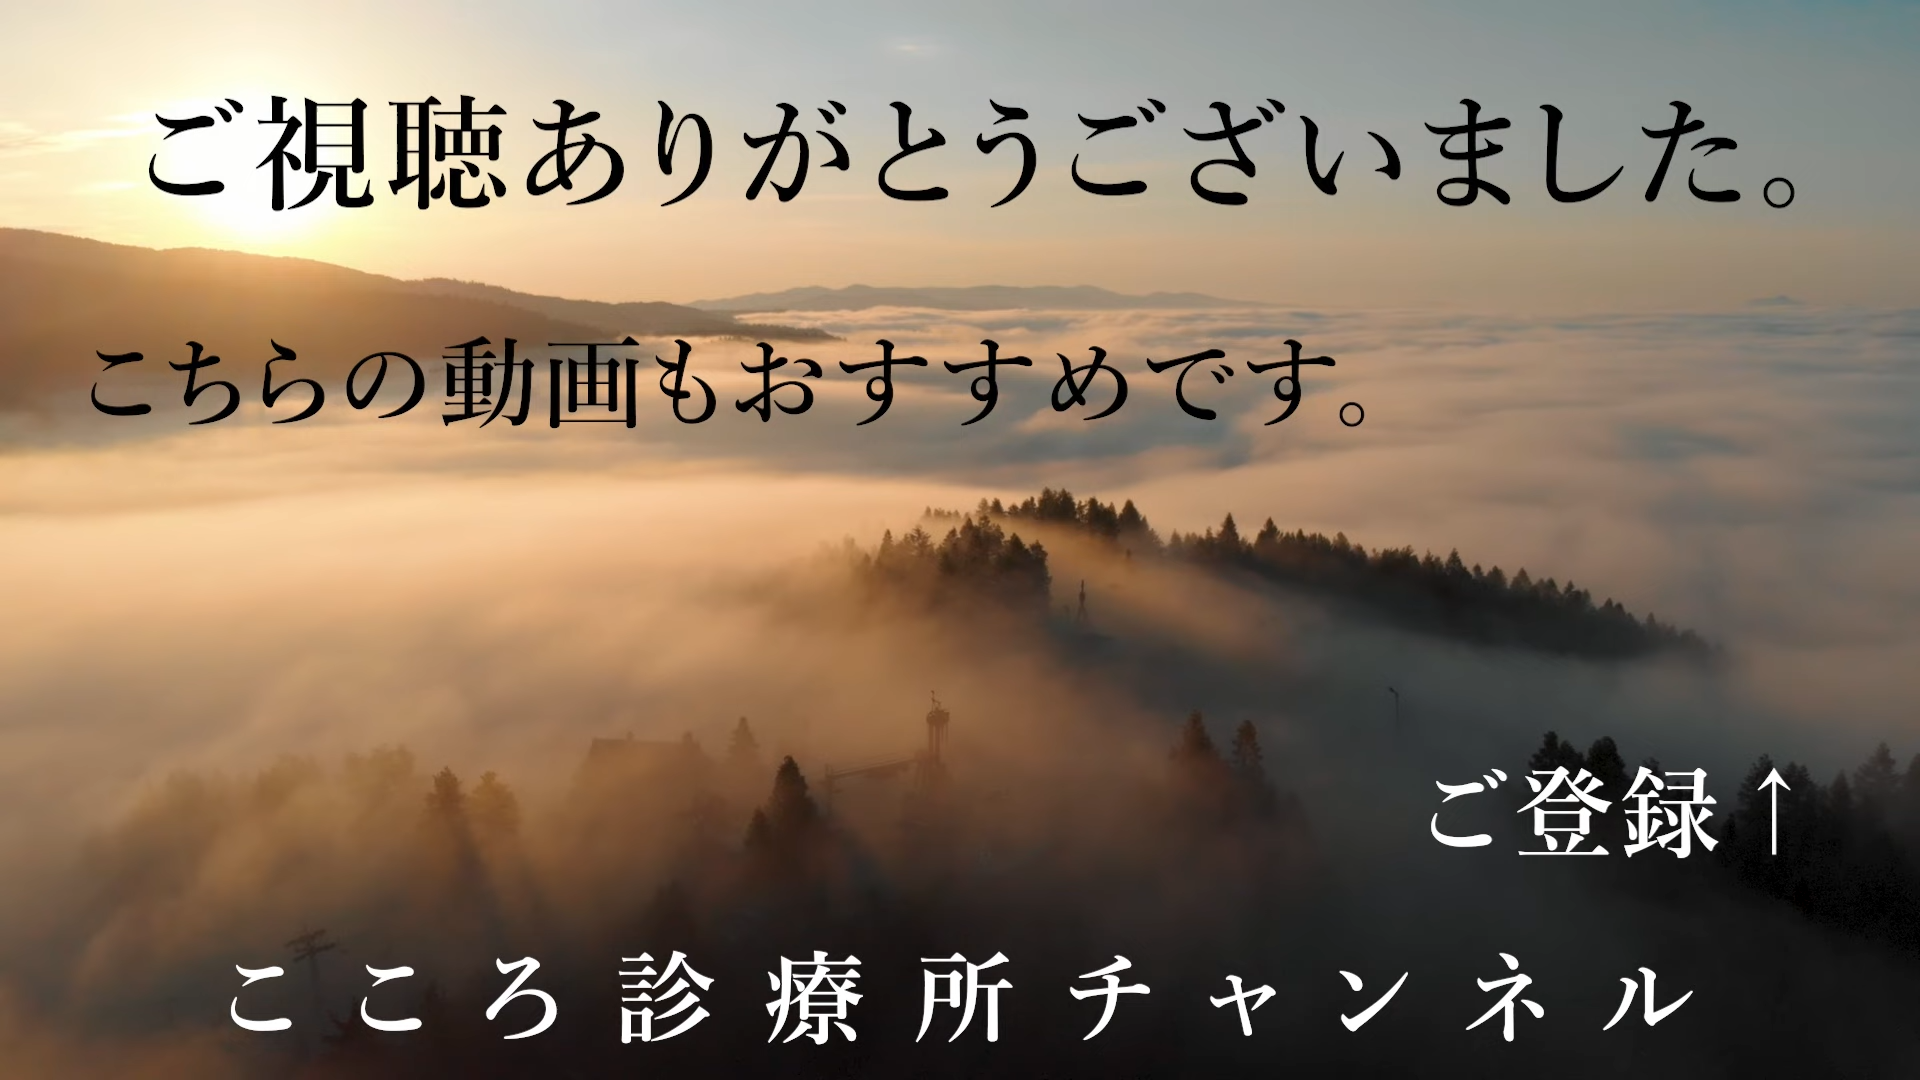 ご視聴ありがとうございました。
こちらの動画もおすすめです。
ご登録↑
こころ診療所チャンネル